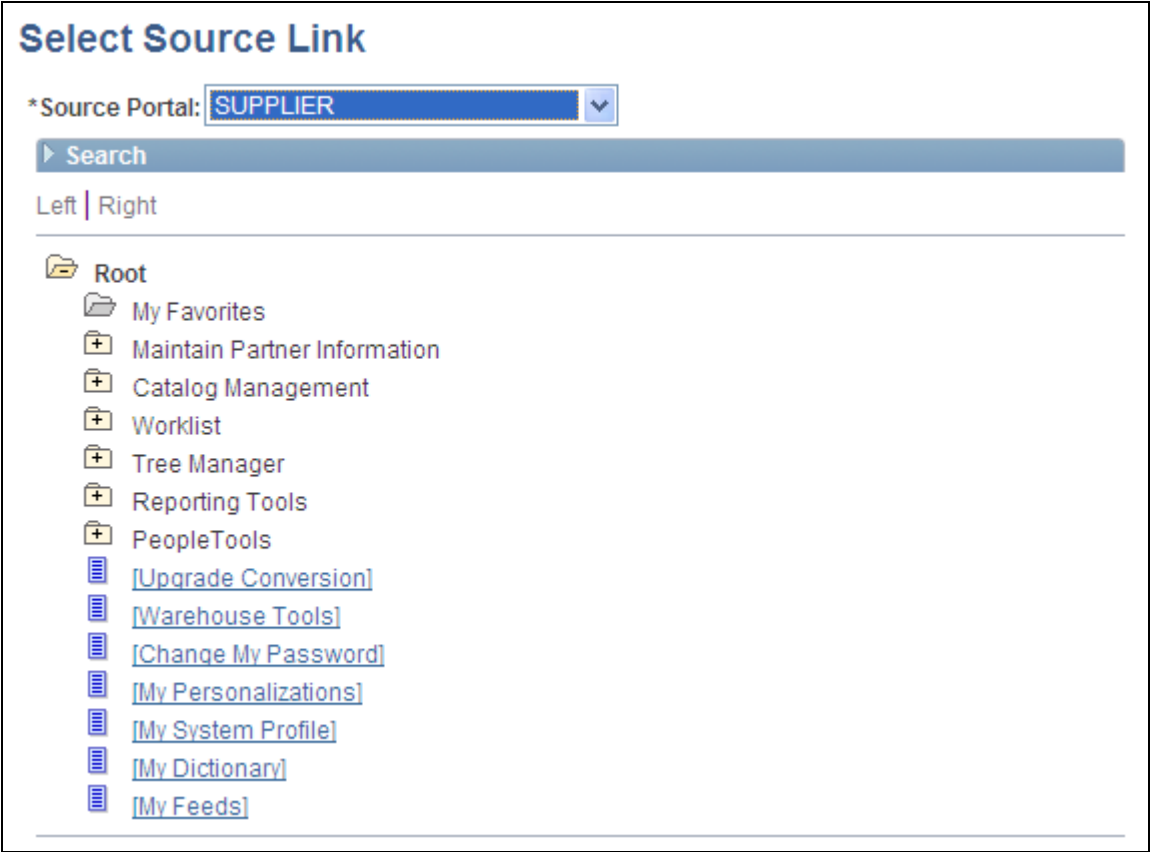 Select Source Link
*Source Portal: SUPPLIER
Search
Left | Right
Root
My Favorites
Maintain Partner Information
Catalog Management
Worklist
Tree Manager
Reporting Tools
PeopleTools
[Upgrade Conversion]
[Warehouse Tools]
[Change My Password]
[My Personalizations]
[My System Profile]
[My Dictionary]
[My Feeds]